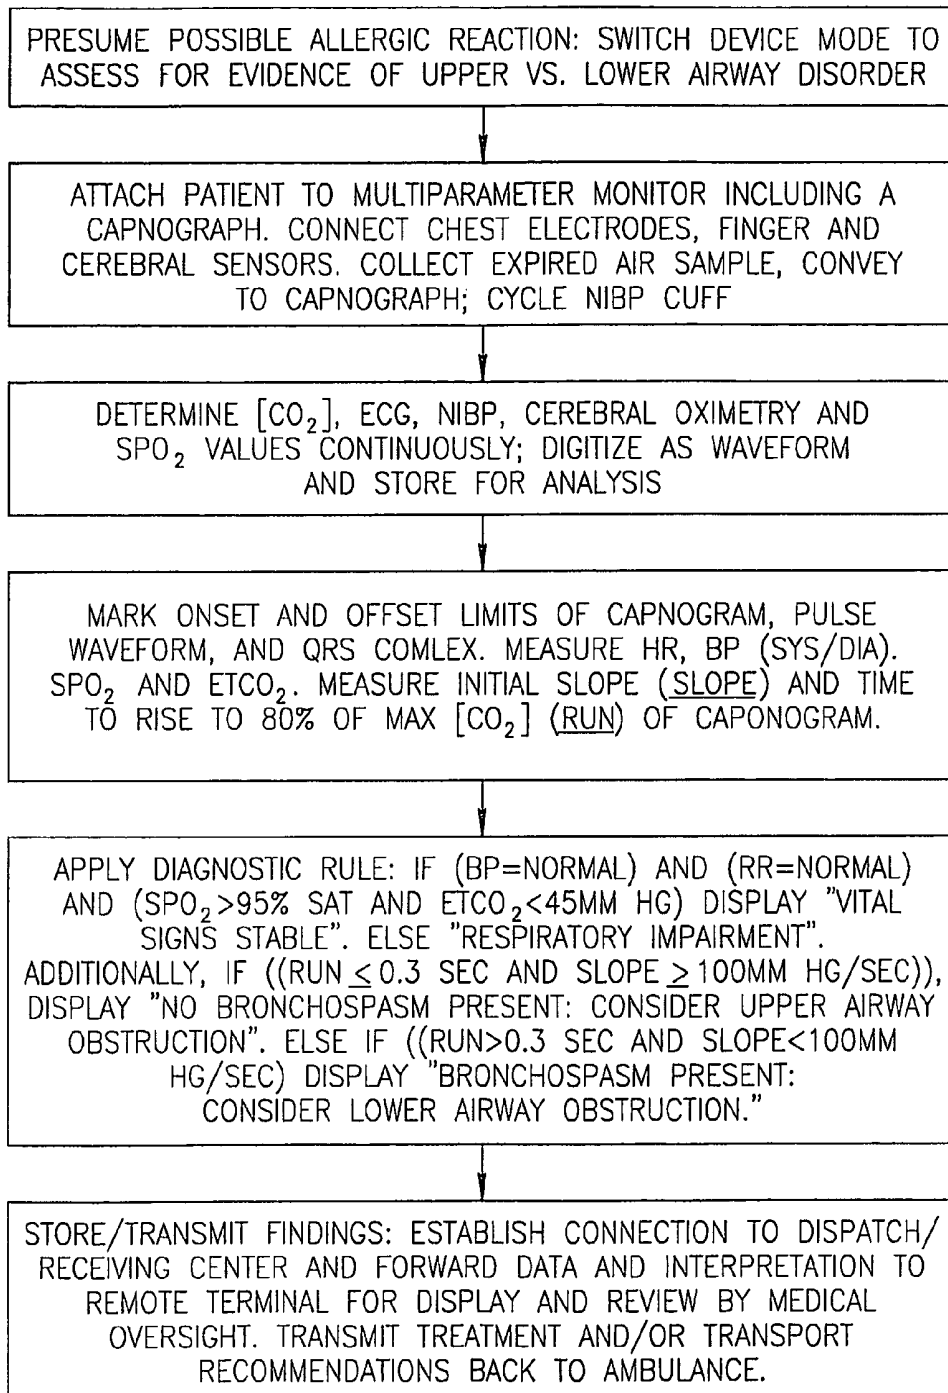 PRESUME POSSIBLE ALLERGIC REACTION: SWITCH DEVICE MODE TO
ASSESS FOR EVIDENCE OF UPPER VS. LOWER AIRWAY DISORDER
ATTACH PATIENT TO MULTIPARAMETER MONITOR INCLUDING A
CAPNOGRAPH. CONNECT CHEST ELECTRODES, FINGER AND
CEREBRAL SENSORS. COLLECT EXPIRED AIR SAMPLE, CONVEY
TO CAPNOGRAPH; CYCLE NIBP CUFF
DETERMINE [CO₂], ECG, NIBP, CEREBRAL OXIMETRY AND
SPO₂ VALUES CONTINUOUSLY; DIGITIZE AS WAVEFORM
AND STORE FOR ANALYSIS
MARK ONSET AND OFFSET LIMITS OF CAPNOGRAM, PULSE
WAVEFORM, AND QRS COMLEX. MEASURE HR, BP (SYS/DIA).
SPO₂ AND ETCO₂. MEASURE INITIAL SLOPE (SLOPE) AND TIME
TO RISE TO 80% OF MAX [CO₂] (RUN) OF CAPONOGRAM.
APPLY DIAGNOSTIC RULE: IF (BP=NORMAL) AND (RR=NORMAL)
AND (SPO₂>95% SAT AND ETCO₂<45MM HG) DISPLAY "VITAL
SIGNS STABLE". ELSE "RESPIRATORY IMPAIRMENT".
ADDITIONALLY, IF ((RUN ≤ 0.3 SEC AND SLOPE ≥ 100MM HG/SEC)),
DISPLAY "NO BRONCHOSPASM PRESENT: CONSIDER UPPER AIRWAY
OBSTRUCTION". ELSE IF ((RUN>0.3 SEC AND SLOPE<100MM
HG/SEC) DISPLAY "BRONCHOSPASM PRESENT:
CONSIDER LOWER AIRWAY OBSTRUCTION."
STORE/TRANSMIT FINDINGS: ESTABLISH CONNECTION TO DISPATCH/
RECEIVING CENTER AND FORWARD DATA AND INTERPRETATION TO
REMOTE TERMINAL FOR DISPLAY AND REVIEW BY MEDICAL
OVERSIGHT. TRANSMIT TREATMENT AND/OR TRANSPORT
RECOMMENDATIONS BACK TO AMBULANCE.